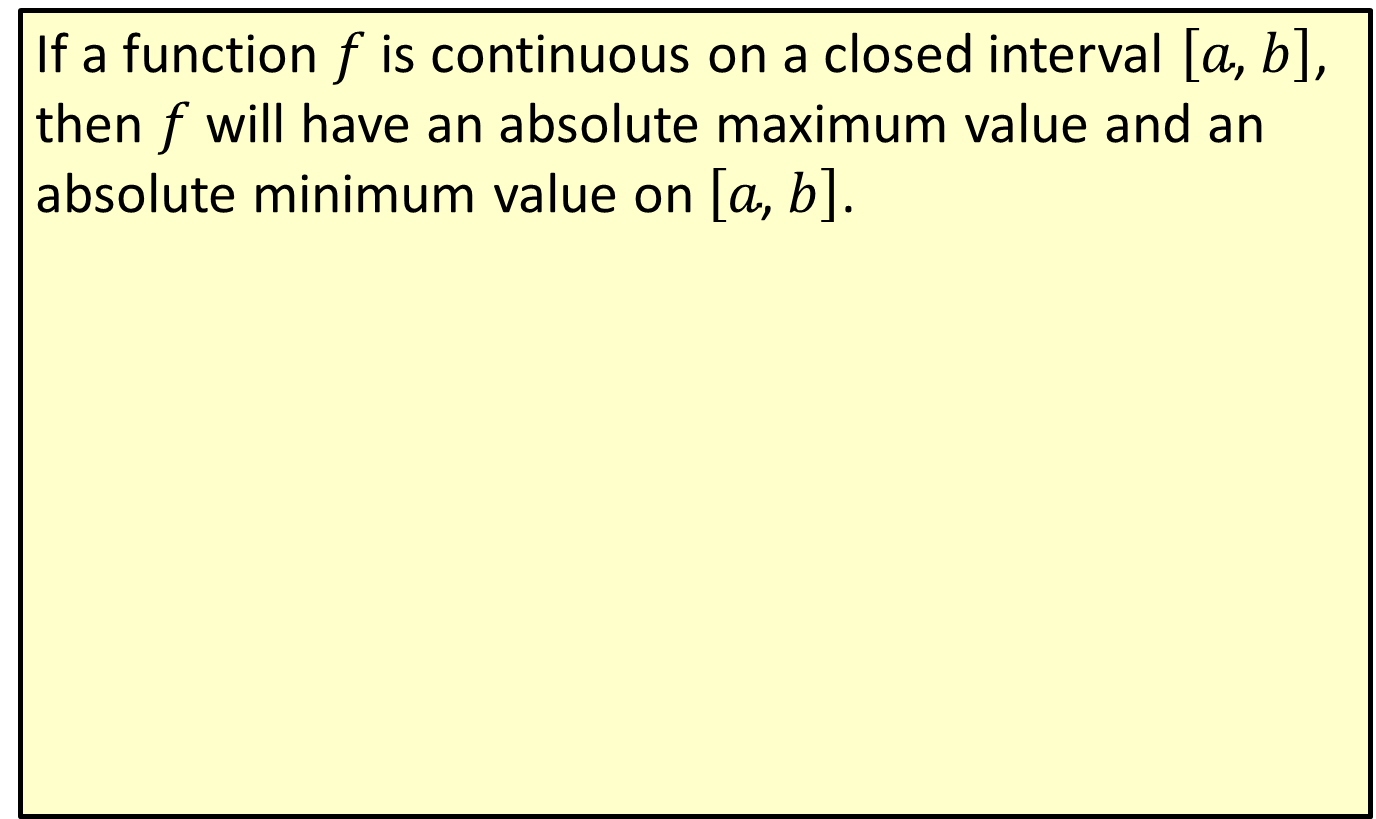 If a function f is continuous on a closed interval [a, b],
then f will have an absolute maximum value and an
absolute minimum value on [a, b].